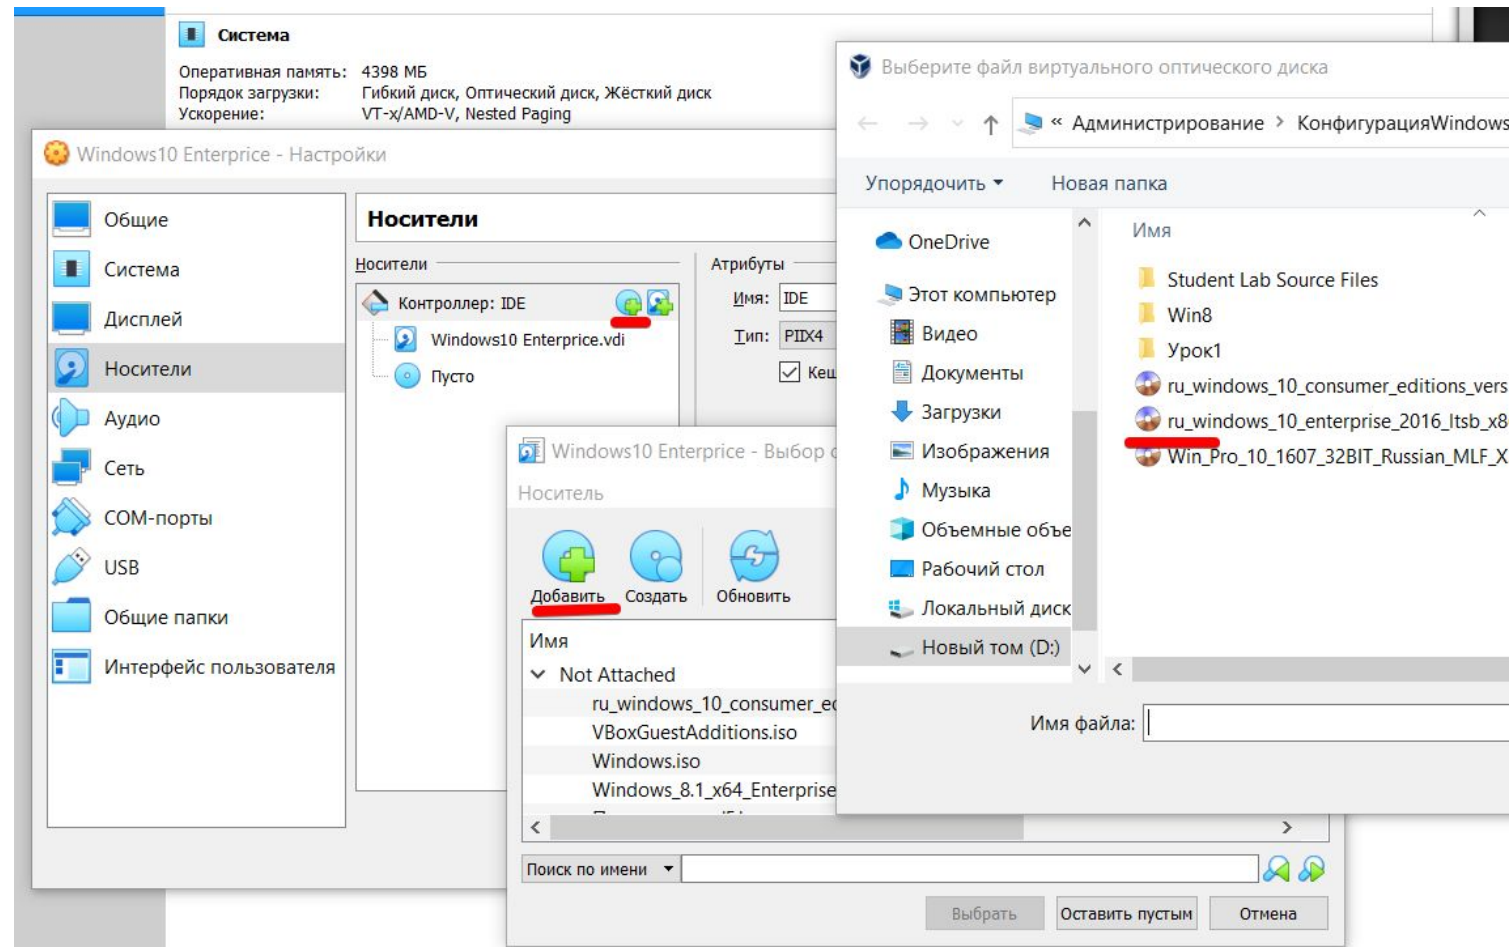 Система
Оперативная память: 4398 МБ
Порядок загрузки: Гибкий диск, Оптический диск, Жёсткий диск
Ускорение: VT-x/AMD-V, Nested Paging
Windows10 Enterprice - Настройки
Общие
Система
Дисплей
Носители
Аудио
Сеть
COM-порты
USB
Общие папки
Интерфейс пользователя
Носители
Носители
Контроллер: IDE
Windows10 Enterprice.vdi
Пусто
Атрибуты
Имя: IDE
Тип: PIIX4
Кеш
Windows10 Enterprice - Выбор
Носитель
Добавить Создать Обновить
Имя
Not Attached
ru_windows_10_consumer_ed
VBoxGuestAdditions.iso
Windows.iso
Windows_8.1_x64_Enterprise
Поиск по имени
Выбрать Оставить пустым Отмена
Выберите файл виртуального оптического диска
« Администрирование > КонфигурацияWindows
Упорядочить Новая папка
OneDrive
Этот компьютер
Видео
Документы
Загрузки
Изображения
Музыка
Объемные объе
Рабочий стол
Локальный диск
Новый том (D:)
Имя
Student Lab Source Files
Win8
Урок1
ru_windows_10_consumer_editions_vers
ru_windows_10_enterprise_2016_ltsb_x8
Win_Pro_10_1607_32BIT_Russian_MLF_X
Имя файла: